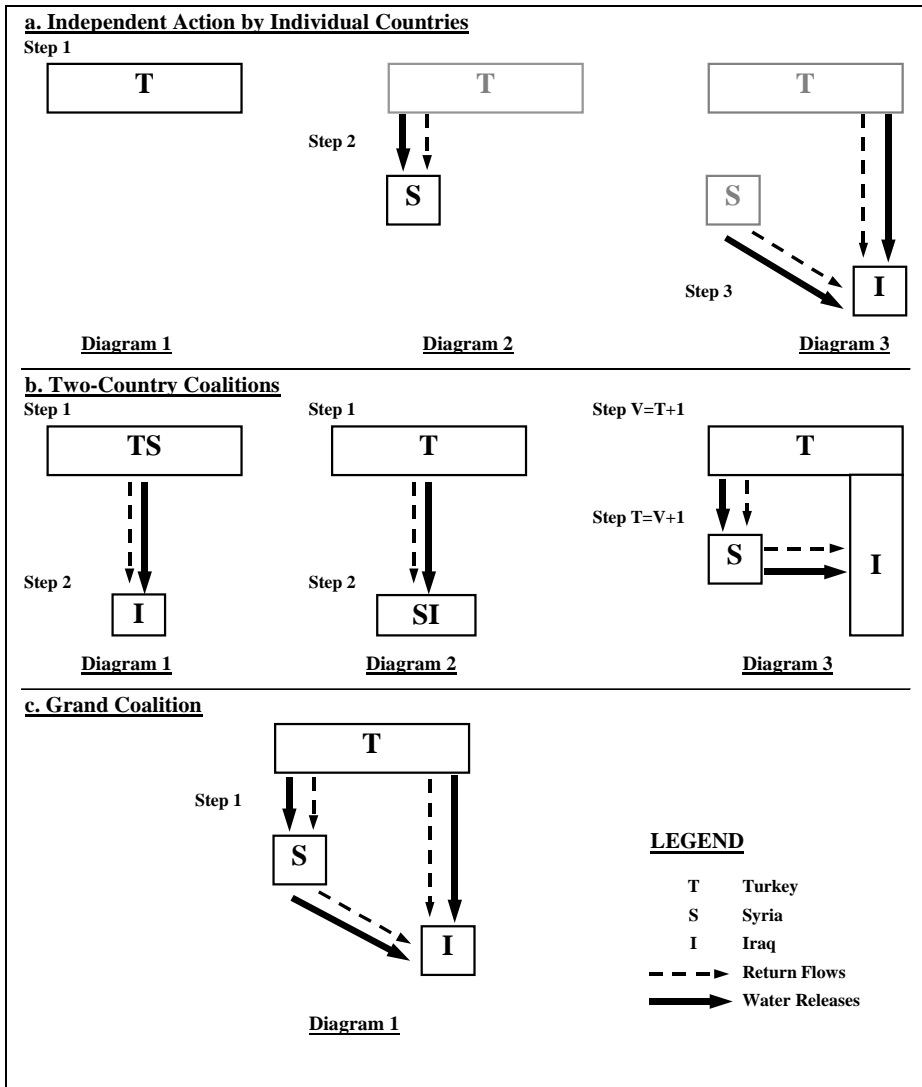 a. Independent Action by Individual Countries
Step 1
T
T
T
Step 2
S
S
Step 3
I
Diagram 1
Diagram 2
Diagram 3
b. Two-Country Coalitions
Step 1
Step 1
Step V=T+1
TS
T
T
Step T=V+1
S
I
Step 2
Step 2
I
SI
Diagram 1
Diagram 2
Diagram 3
c. Grand Coalition
T
Step 1
S
I
Diagram 1
LEGEND
T Turkey
S Syria
I Iraq
Return Flows
Water Releases